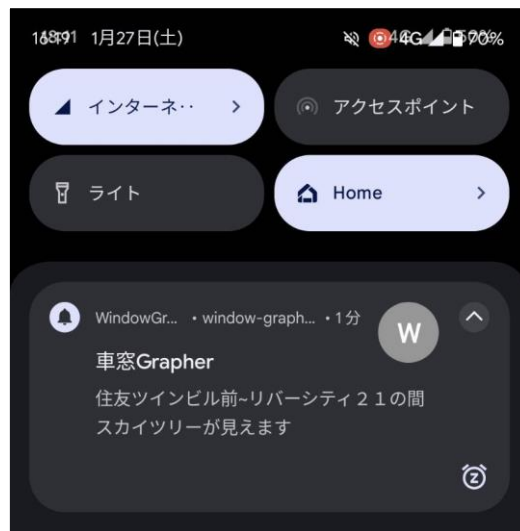 1月27日(土)
インターネ‥
アクセスポイント
ライト
Home
WindowGr... • window-graph... • 1分
W
車窓Grapher
住友ツインビル前~リバーシティ２１の間
スカイツリーが見えます